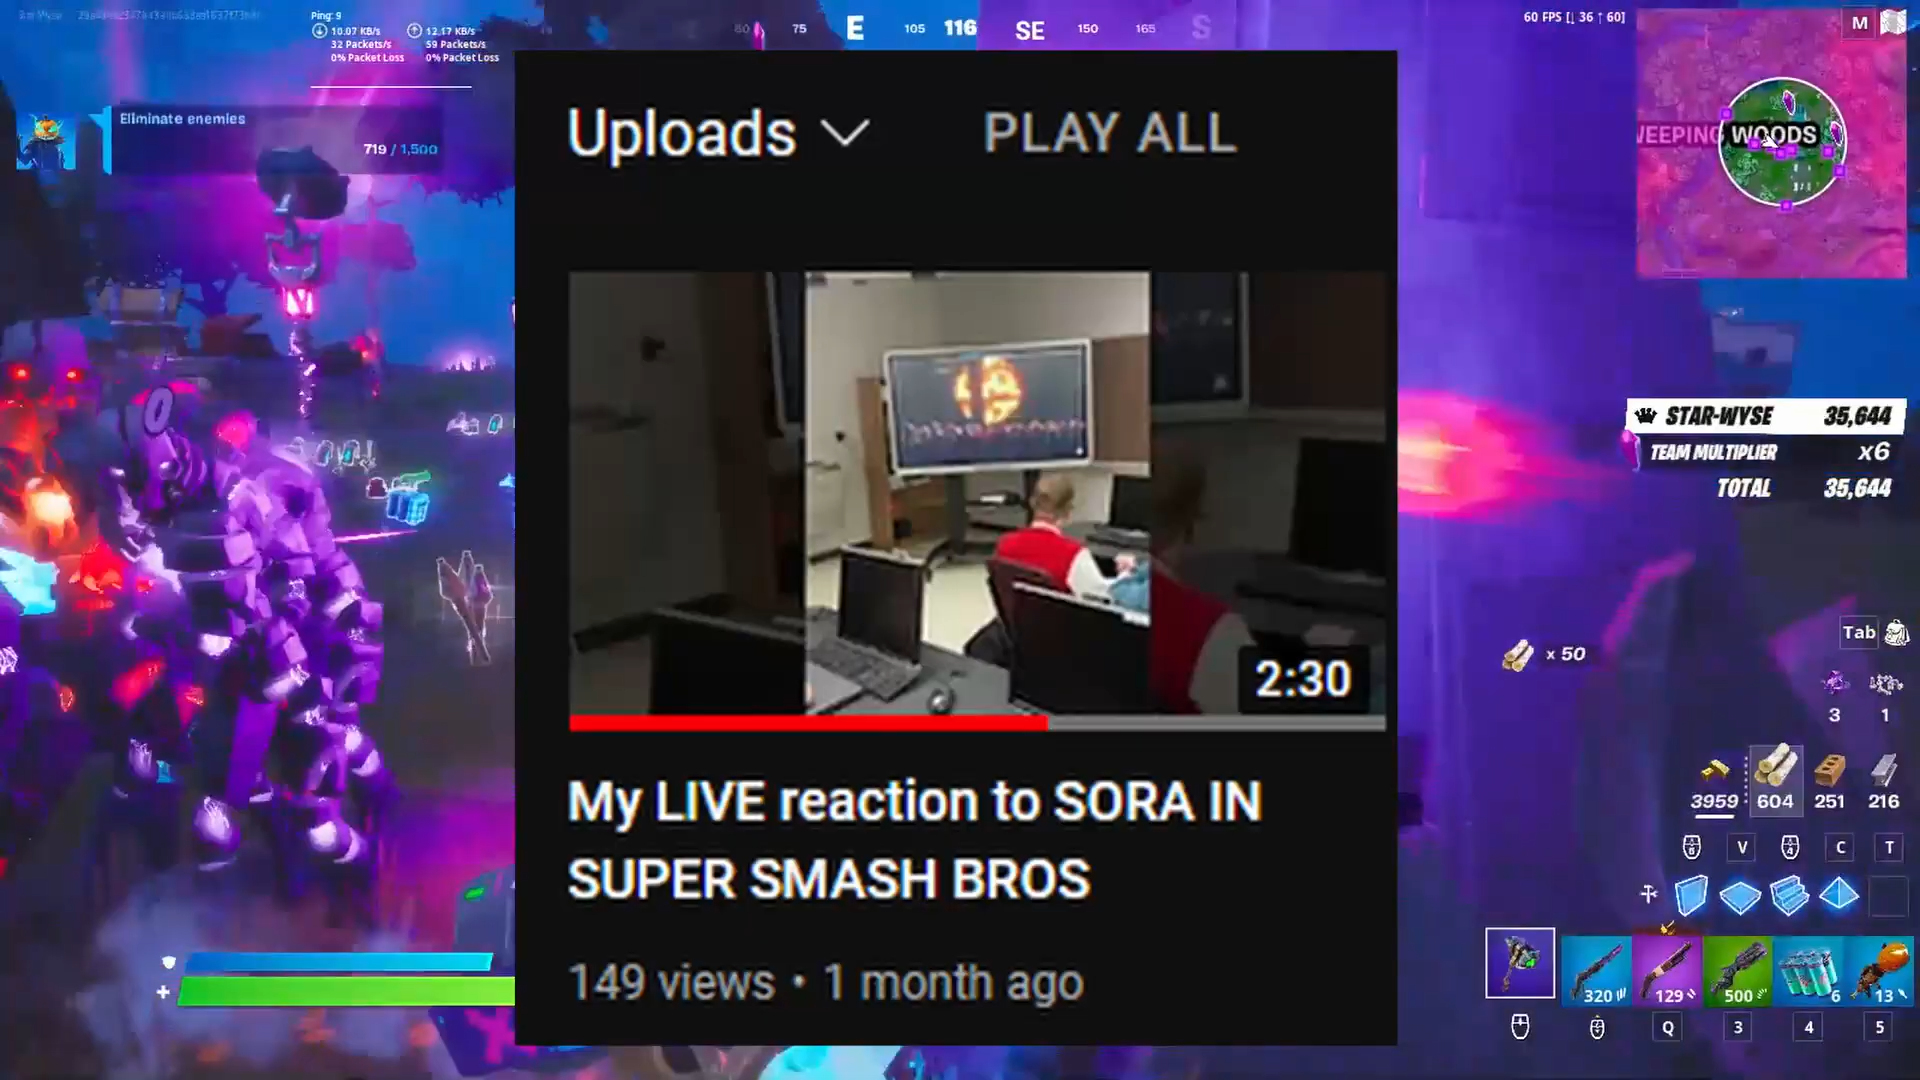 Ping: 9
10.07 KB/s
12.17 KB/s
32 Packets/s
59 Packets/s
0% Packet Loss
0% Packet Loss
80
75
E
105
116
SE
150
165
S
60 FPS [↓ 36 ↑ 60]
M
Eliminate enemies
719 / 1,500
WEEPING WOODS
Uploads
PLAY ALL
2:30
My LIVE reaction to SORA IN
SUPER SMASH BROS
149 views • 1 month ago
STAR-WYSE 35,644
TEAM MULTIPLIER x6
TOTAL 35,644
x 50
Tab
3
1
3959
604
251
216
V
C
T
320
129
500
6
13
Q
3
4
5